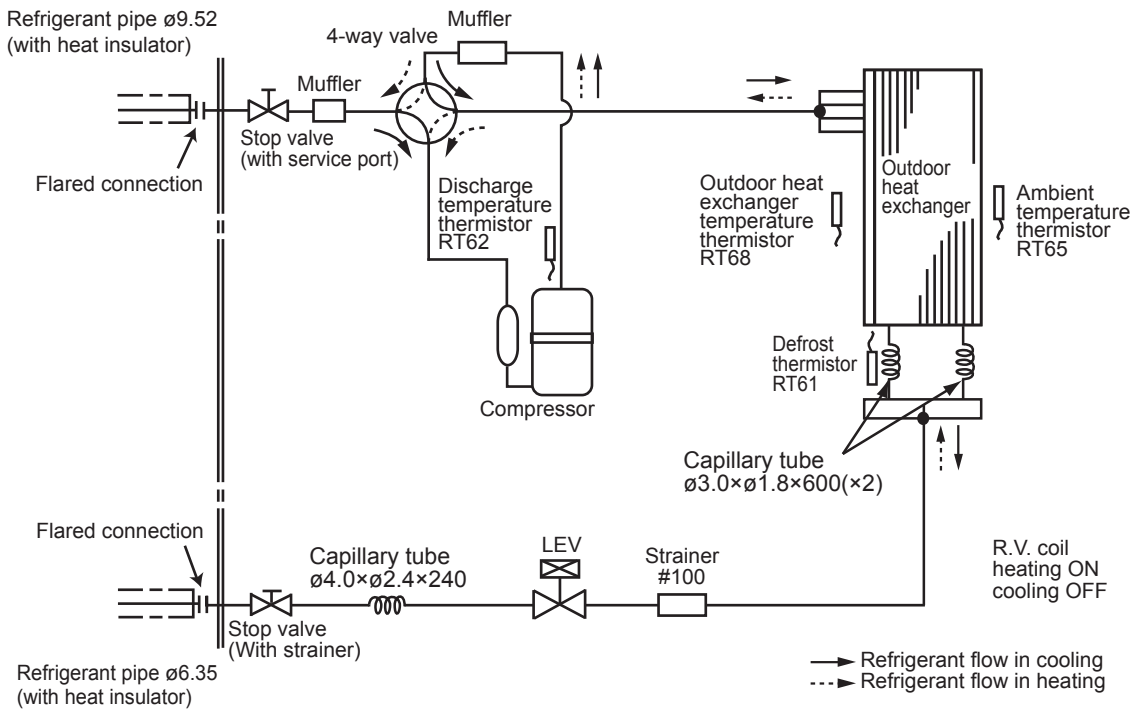 Refrigerant pipe ø9.52
(with heat insulator)
Muffler
4-way valve
Muffler
Stop valve
(with service port)
Flared connection
Discharge
temperature
thermistor
RT62
Outdoor heat
exchanger
temperature
thermistor
RT68
Outdoor
heat
exchanger
Ambient
temperature
thermistor
RT65
Defrost
thermistor
RT61
Compressor
Capillary tube
ø3.0×ø1.8×600(×2)
Flared connection
Capillary tube
ø4.0×ø2.4×240
LEV
Strainer
#100
R.V. coil
heating ON
cooling OFF
Stop valve
(With strainer)
Refrigerant pipe ø6.35
(with heat insulator)
Refrigerant flow in cooling
Refrigerant flow in heating